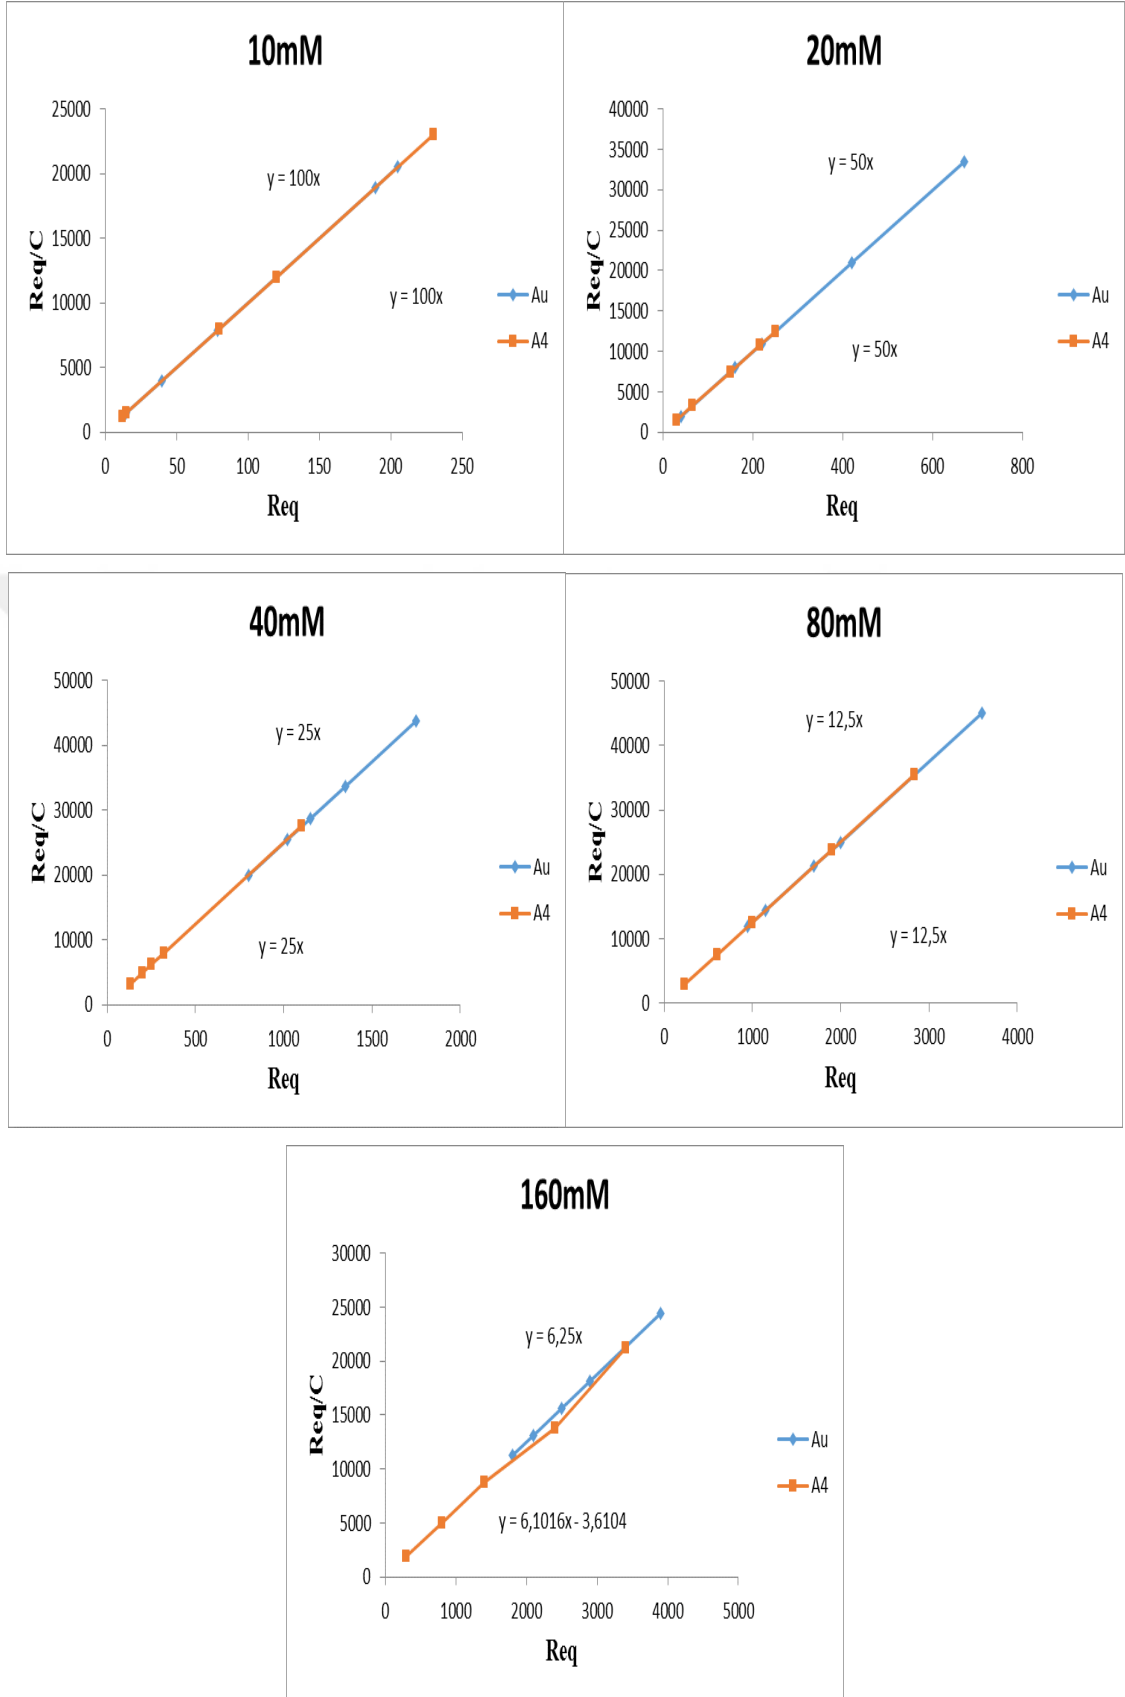 10mM
25000
20000
15000
10000
5000
0
0 50 100 150 200 250
Req/C
Req
y = 100x
y = 100x
Au
A4
20mM
40000
35000
30000
25000
20000
15000
10000
5000
0
0 200 400 600 800
Req/C
Req
y = 50x
y = 50x
Au
A4
40mM
50000
40000
30000
20000
10000
0
0 500 1000 1500 2000
Req/C
Req
y = 25x
y = 25x
Au
A4
80mM
50000
40000
30000
20000
10000
0
0 1000 2000 3000 4000
Req/C
Req
y = 12,5x
y = 12,5x
Au
A4
160mM
30000
25000
20000
15000
10000
5000
0
0 1000 2000 3000 4000 5000
Req/C
Req
y = 6,25x
y = 6,1016x - 3,6104
Au
A4